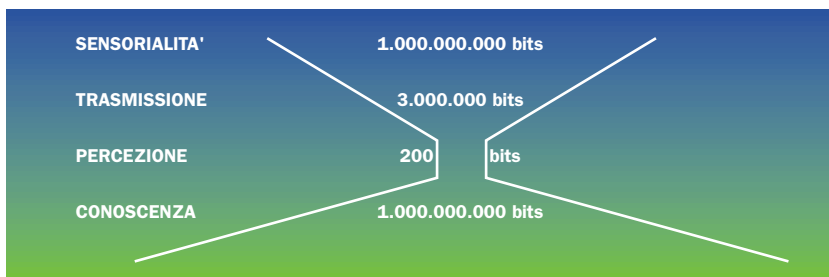 SENSORIALITA' 1.000.000.000 bits
TRASMISSIONE 3.000.000 bits
PERCEZIONE 200 bits
CONOSCENZA 1.000.000.000 bits